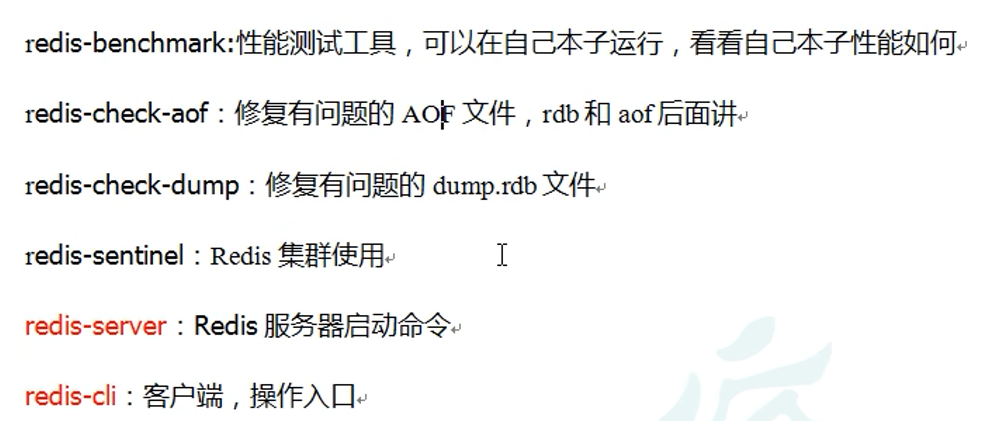 redis-benchmark:性能测试工具，可以在自己本子运行，看看自己本子性能如何
redis-check-aof：修复有问题的 AOF 文件，rdb 和 aof 后面讲
redis-check-dump：修复有问题的 dump.rdb 文件
redis-sentinel：Redis 集群使用
redis-server：Redis 服务器启动命令
redis-cli：客户端，操作入口